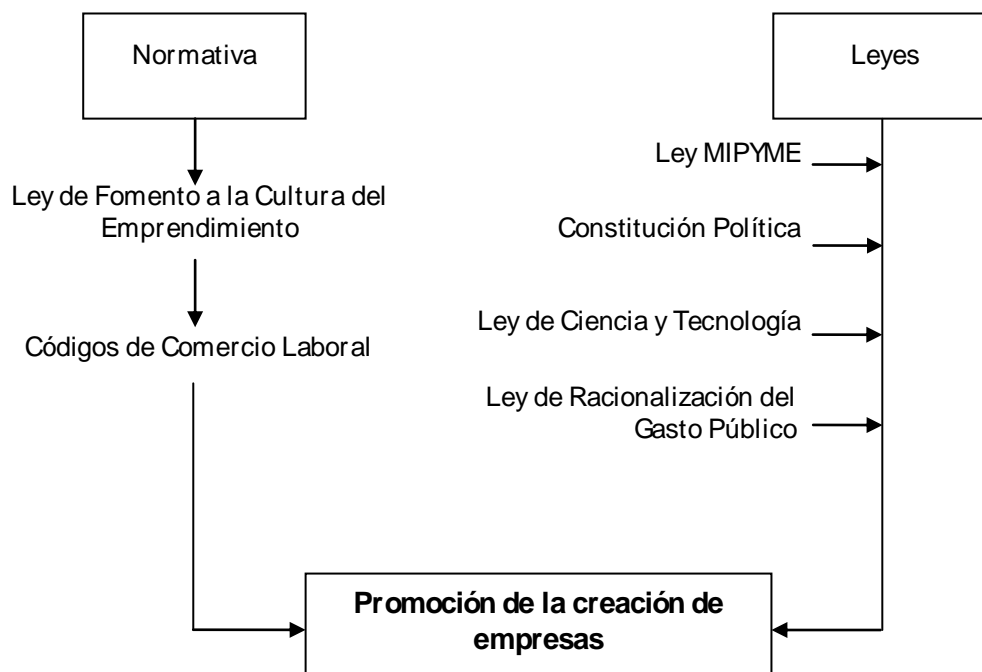 Normativa
Leyes
Ley MIPYME
Ley de Fomento a la Cultura del
Emprendimiento
Constitución Política
Ley de Ciencia y Tecnología
Códigos de Comercio Laboral
Ley de Racionalización del
Gasto Público
Promoción de la creación de
empresas